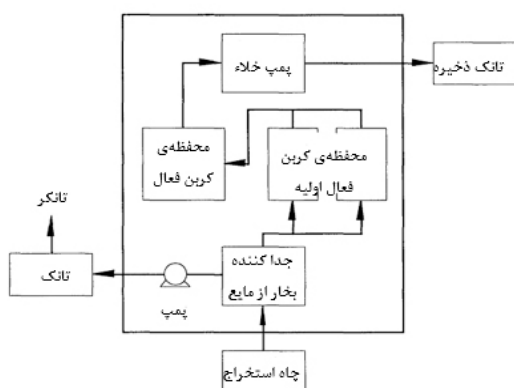 پمپ خلاء
تانک ذخیره
محفظه‌ی
کربن فعال
محفظه‌ی کربن
فعال اولیه
تانکر
تانک
پمپ
جدا کننده
بخار از مایع
چاه استخراج